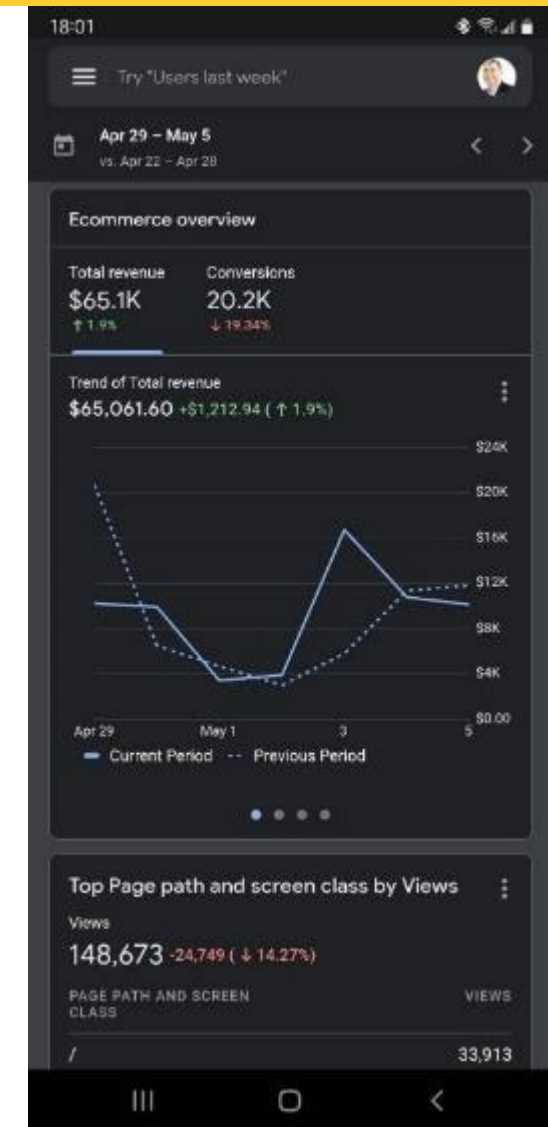 18:01
Try "Users last week"
Apr 29 – May 5
vs. Apr 22 – Apr 28
Ecommerce overview
Total revenue Conversions
$65.1K 20.2K
↑ 1.9% ↓ 19.34%
Trend of Total revenue
$65,061.60 +$1,212.94 ( ↑ 1.9%)
$24K
$20K
$16K
$12K
$8K
$4K
$0.00
Apr 29 May 1 3 5
Current Period Previous Period
Top Page path and screen class by Views
Views
148,673 -24,749 ( ↓ 14.27%)
PAGE PATH AND SCREEN VIEWS
CLASS
/ 33,913